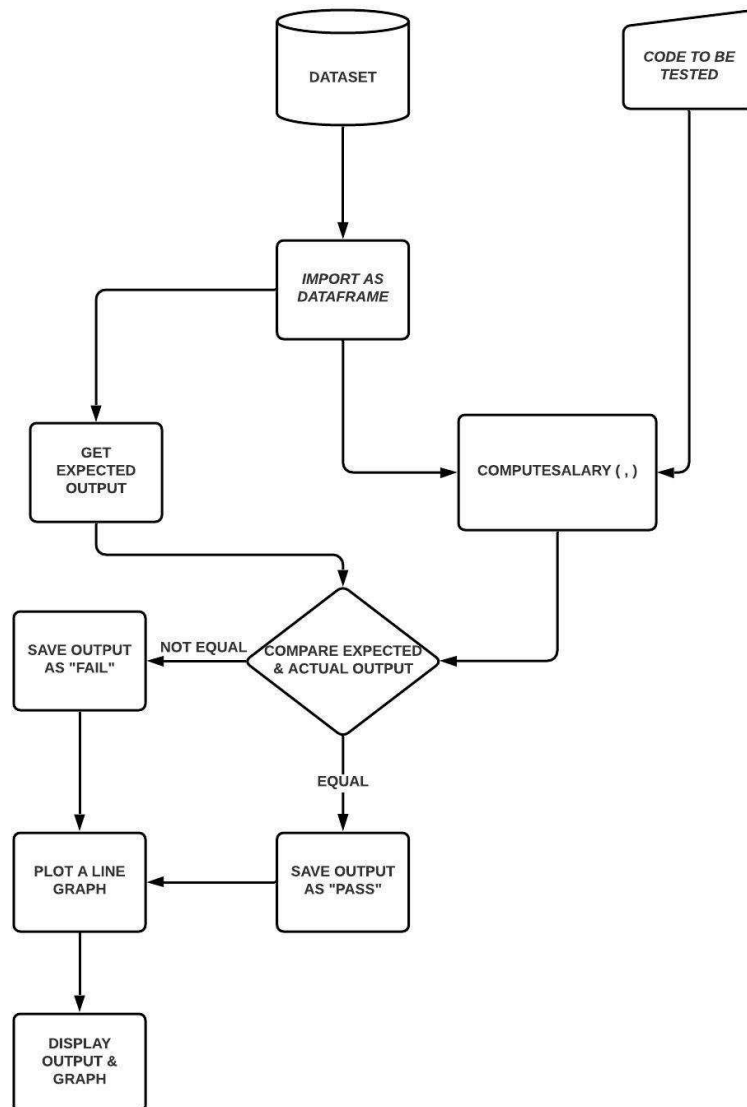 DATASET
CODE TO BE
TESTED
IMPORT AS
DATAFRAME
GET
EXPECTED
OUTPUT
COMPUTESALARY ( , )
SAVE OUTPUT
AS "FAIL"
NOT EQUAL
COMPARE EXPECTED
& ACTUAL OUTPUT
EQUAL
PLOT A LINE
GRAPH
SAVE OUTPUT
AS "PASS"
DISPLAY
OUTPUT &
GRAPH